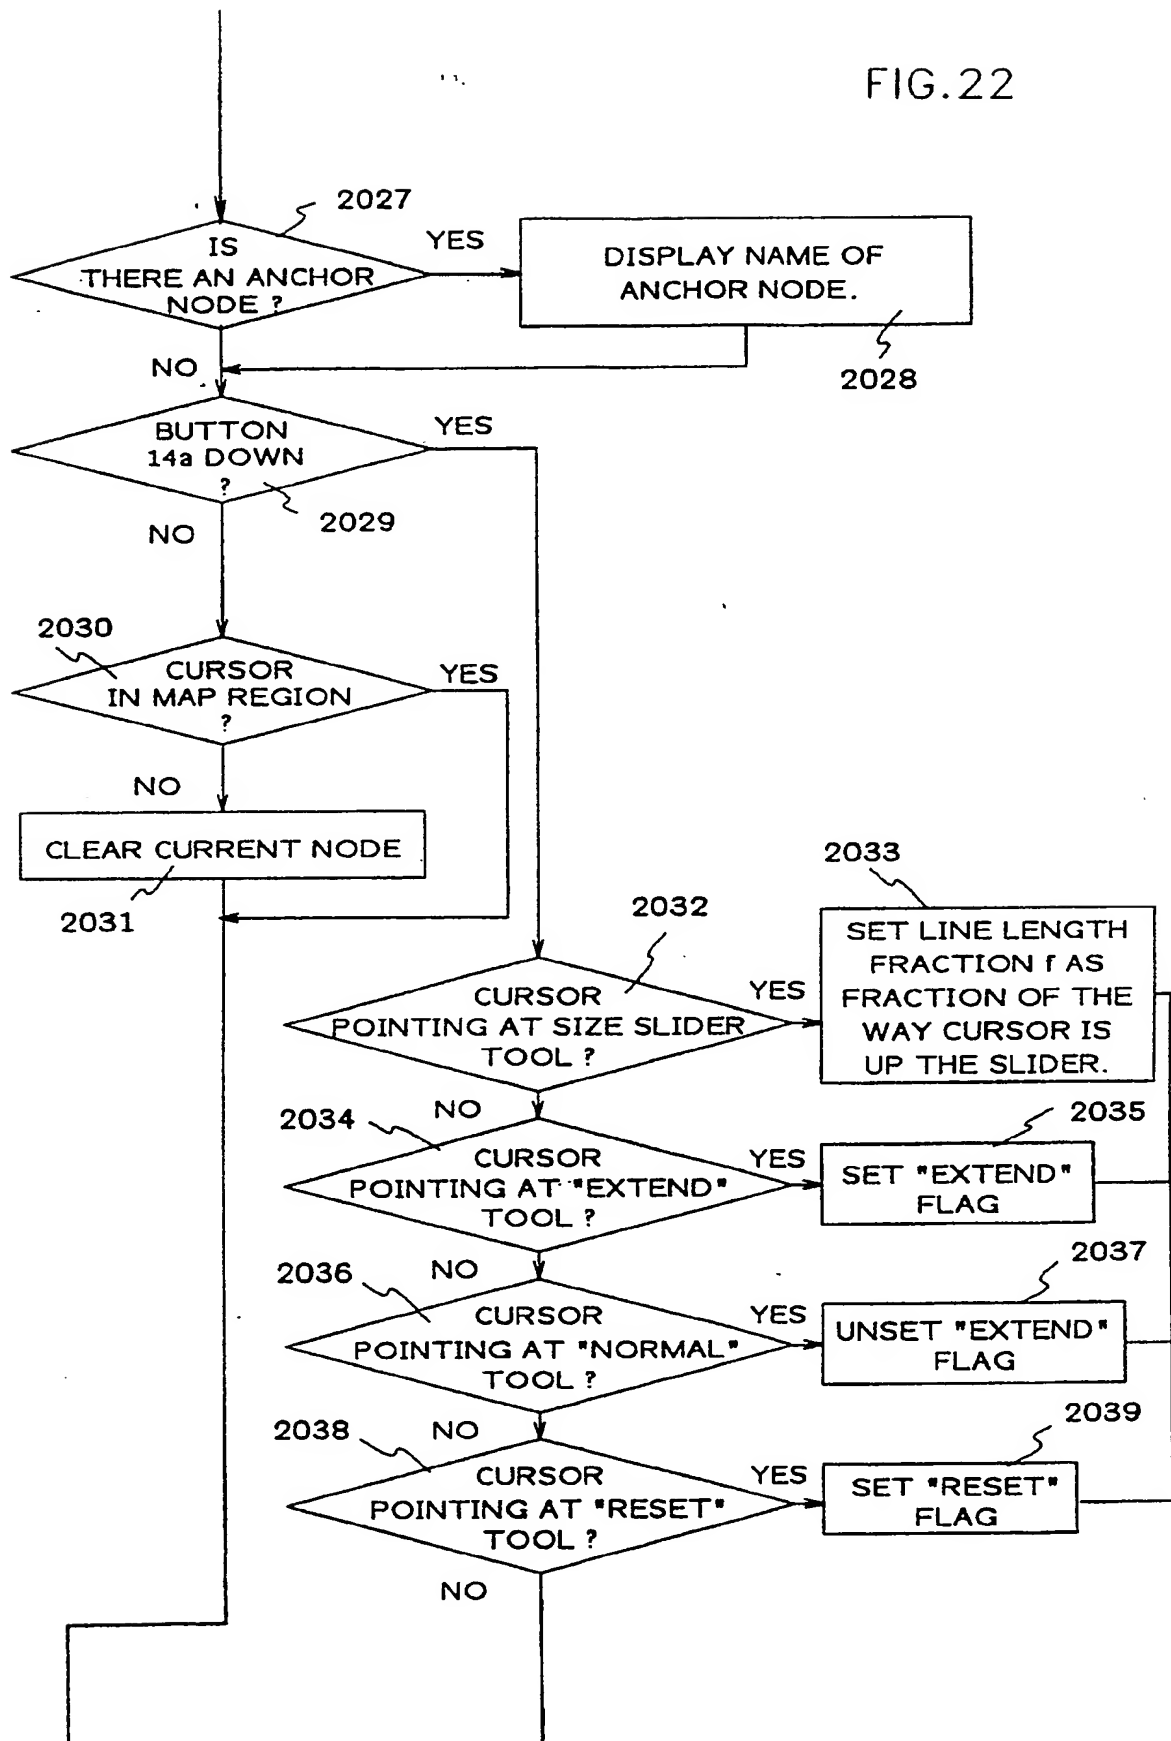 FIG.22
2027
IS
THERE AN ANCHOR
NODE ?
YES
DISPLAY NAME OF
ANCHOR NODE.
2028
NO
BUTTON
14a DOWN
?
YES
2029
NO
2030
CURSOR
IN MAP REGION
?
YES
NO
CLEAR CURRENT NODE
2031
2032
CURSOR
POINTING AT SIZE SLIDER
TOOL ?
YES
2033
SET LINE LENGTH
FRACTION f AS
FRACTION OF THE
WAY CURSOR IS
UP THE SLIDER.
NO
2034
CURSOR
POINTING AT "EXTEND"
TOOL ?
YES
2035
SET "EXTEND"
FLAG
NO
2036
CURSOR
POINTING AT "NORMAL"
TOOL ?
YES
2037
UNSET "EXTEND"
FLAG
NO
2038
CURSOR
POINTING AT "RESET"
TOOL ?
YES
2039
SET "RESET"
FLAG
NO